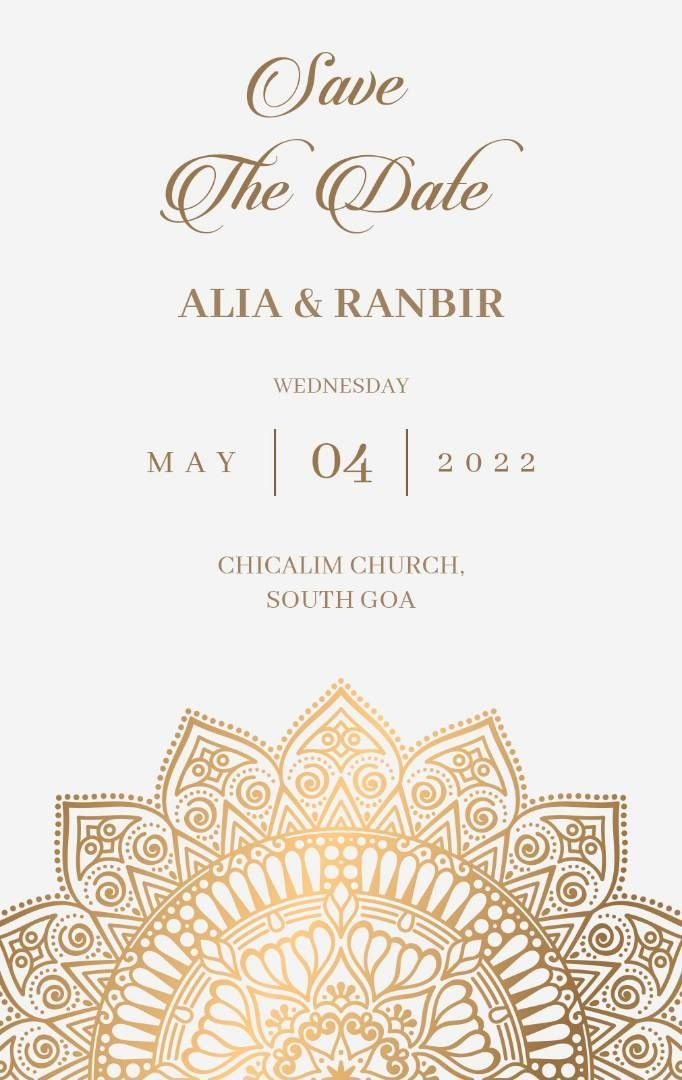 Save
The Date
ALIA & RANBIR
WEDNESDAY
MAY | 04 | 2022
CHICALIM CHURCH,
SOUTH GOA